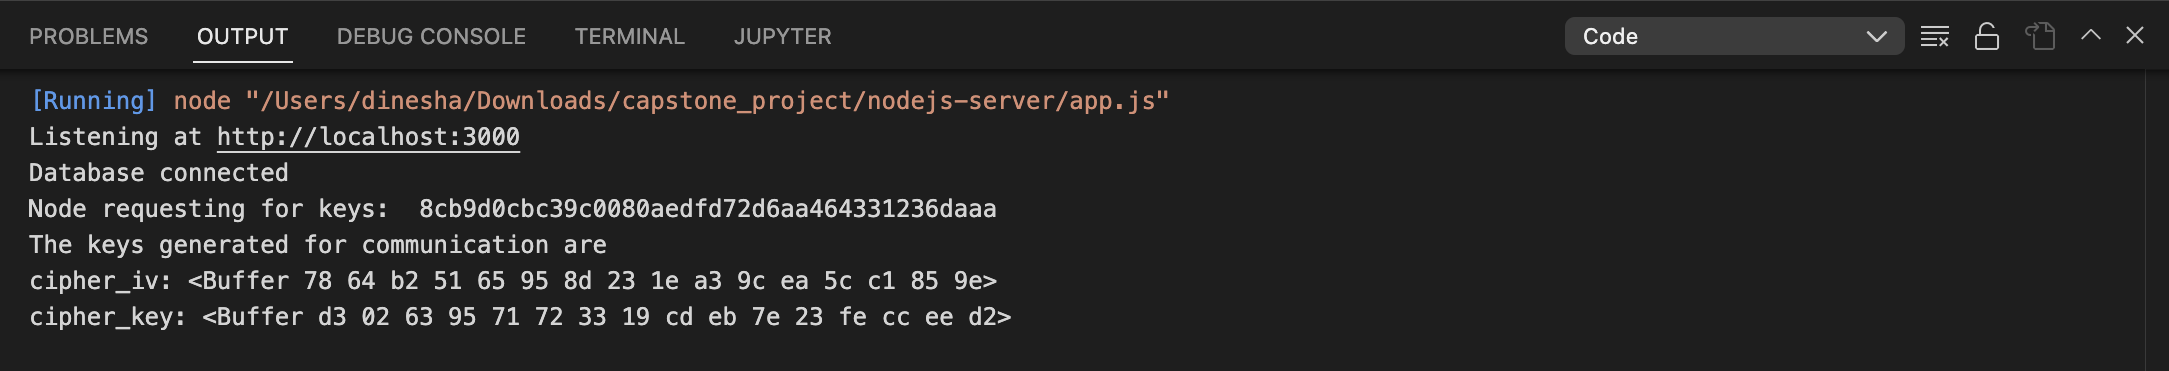 PROBLEMS OUTPUT DEBUG CONSOLE TERMINAL JUPYTER Code
[Running] node "/Users/dinesha/Downloads/capstone_project/nodejs-server/app.js"
Listening at http://localhost:3000
Database connected
Node requesting for keys:  8cb9d0cbc39c0080aedfd72d6aa464331236daaa
The keys generated for communication are
cipher_iv: <Buffer 78 64 b2 51 65 95 8d 23 1e a3 9c ea 5c c1 85 9e>
cipher_key: <Buffer d3 02 63 95 71 72 33 19 cd eb 7e 23 fe cc ee d2>